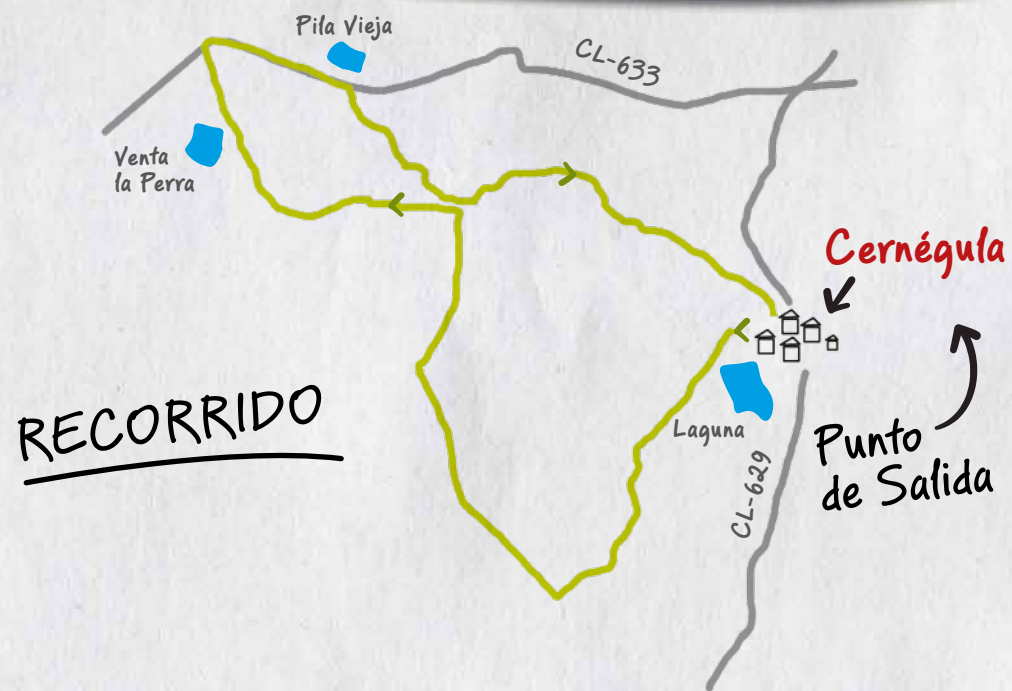 Pila Vieja
CL-633
Venta
la Perra
Cernégula
RECORRIDO
Laguna
CL-629
Punto
de Salida